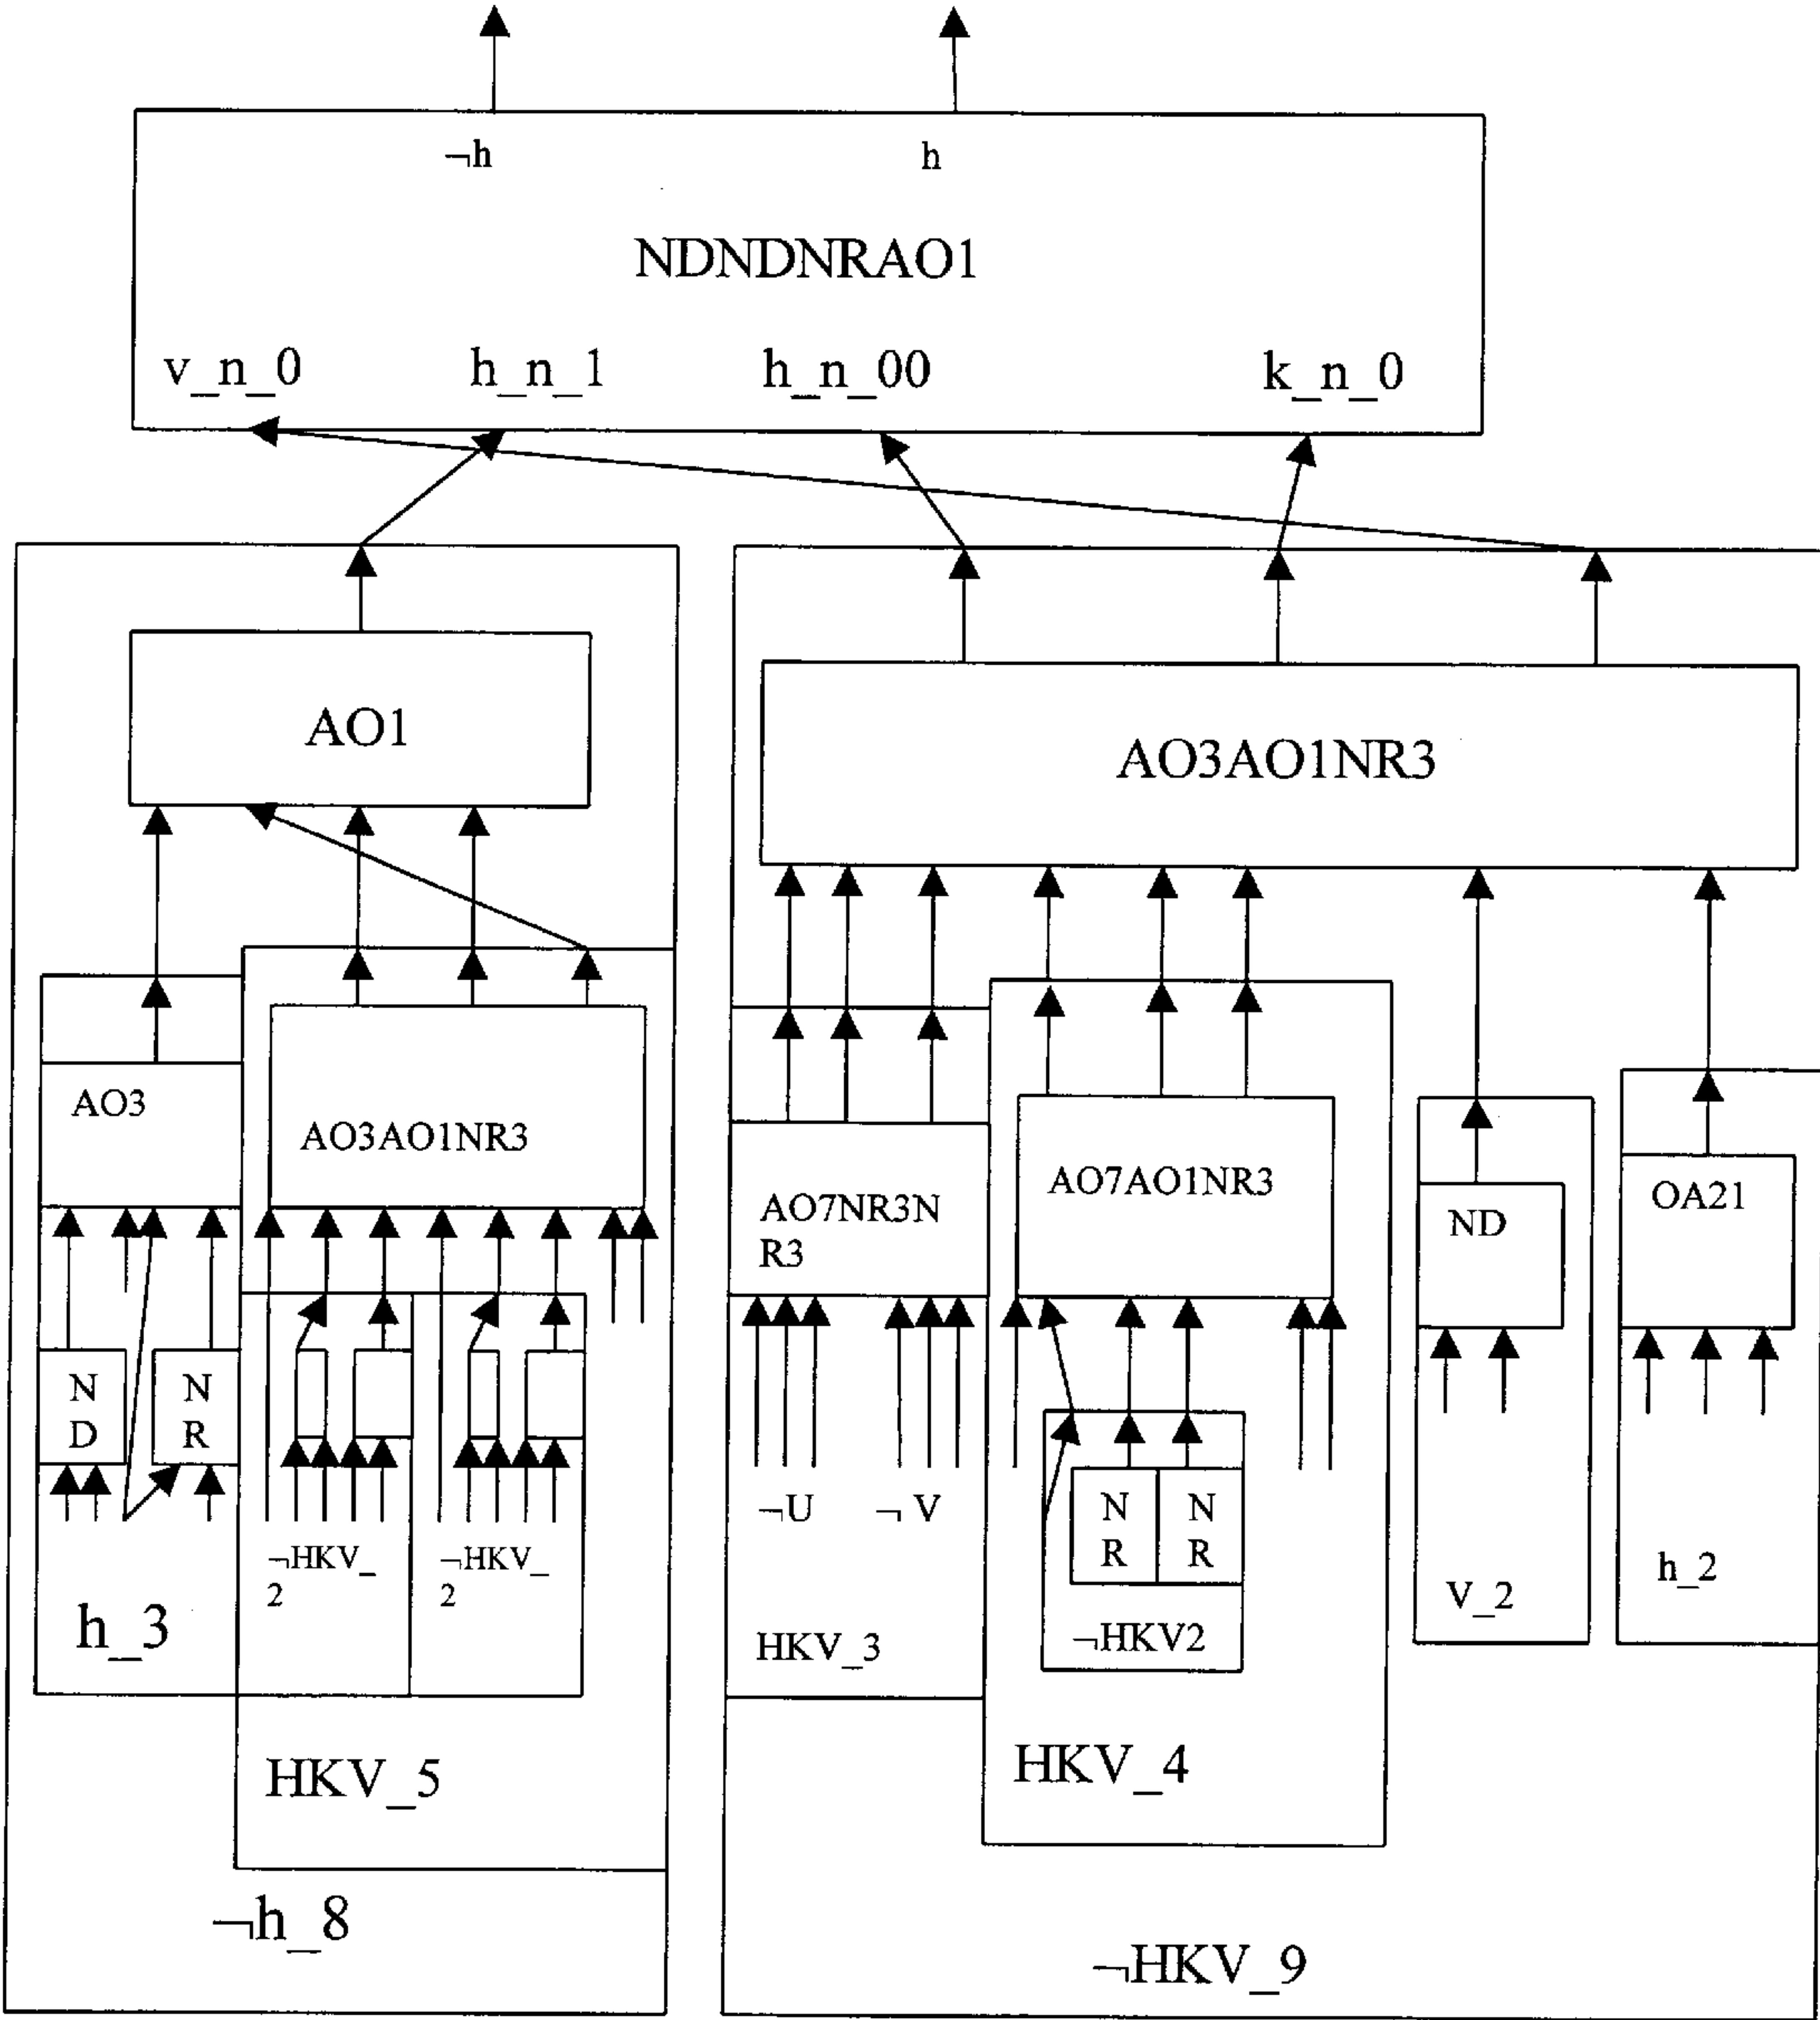 ¬h
h
NDNDNRAO1
v_n_0
h_n_1
h_n_00
k_n_0
AO1
AO3AO1NR3
AO3
AO3AO1NR3
AO7NR3N
R3
AO7AO1NR3
ND
OA21
N
D
N
R
¬HKV_
2
¬HKV_
2
h_3
¬U
¬ V
HKV_3
N
R
N
R
¬HKV2
V_2
h_2
HKV_5
HKV_4
¬h_8
¬HKV_9